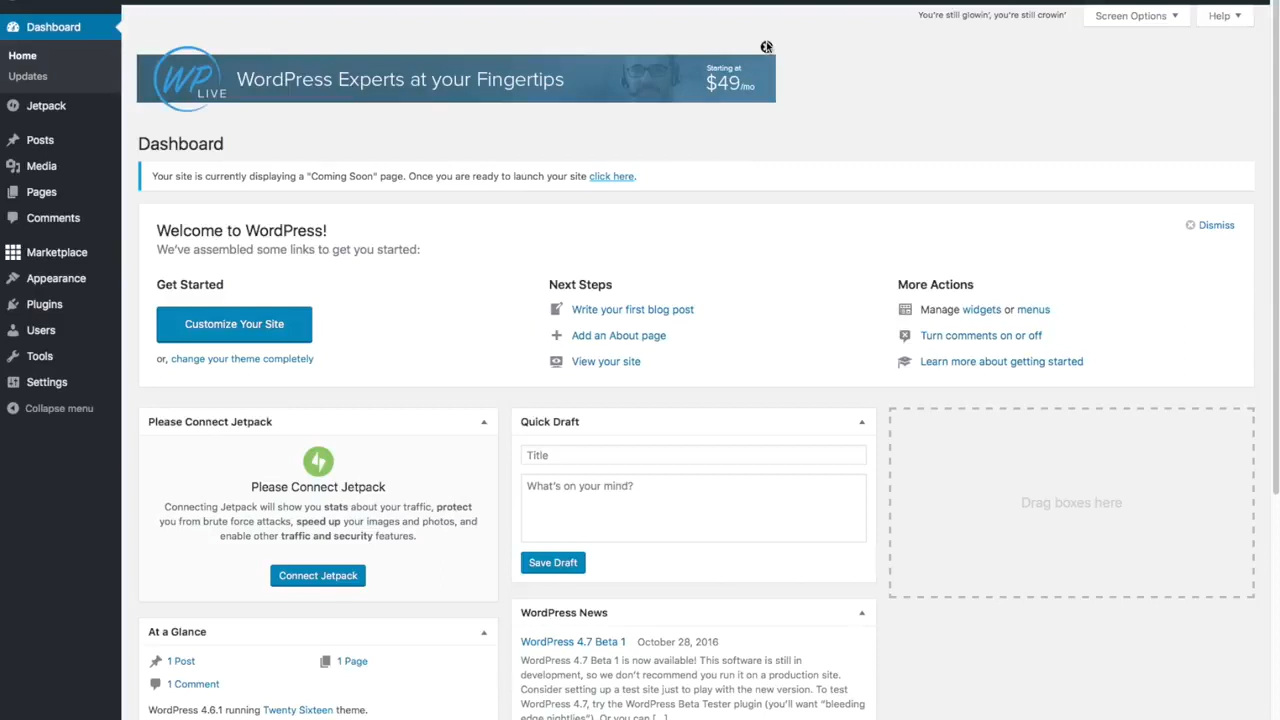 Dashboard
You're still glowin', you're still crowin'
Screen Options
Help
Home
Updates
Jetpack
Posts
Media
Pages
Comments
Marketplace
Appearance
Plugins
Users
Tools
Settings
Collapse menu
WP LIVE
WordPress Experts at your Fingertips
Starting at
$49/mo
Dashboard
Your site is currently displaying a "Coming Soon" page. Once you are ready to launch your site click here.
Welcome to WordPress!
Dismiss
We've assembled some links to get you started:
Get Started
Customize Your Site
or, change your theme completely
Next Steps
Write your first blog post
Add an About page
View your site
More Actions
Manage widgets or menus
Turn comments on or off
Learn more about getting started
Please Connect Jetpack
Please Connect Jetpack
Connecting Jetpack will show you stats about your traffic, protect
you from brute force attacks, speed up your images and photos, and
enable other traffic and security features.
Connect Jetpack
At a Glance
1 Post
1 Page
1 Comment
WordPress 4.6.1 running Twenty Sixteen theme.
Quick Draft
Title
What's on your mind?
Save Draft
WordPress News
WordPress 4.7 Beta 1 October 28, 2016
WordPress 4.7 Beta 1 is now available! This software is still in
development, so we don't recommend you run it on a production site.
Consider setting up a test site just to play with the new version. To test
WordPress 4.7, try the WordPress Beta Tester plugin (you'll want "bleeding
edge nightlies"). Or you can […]
Drag boxes here